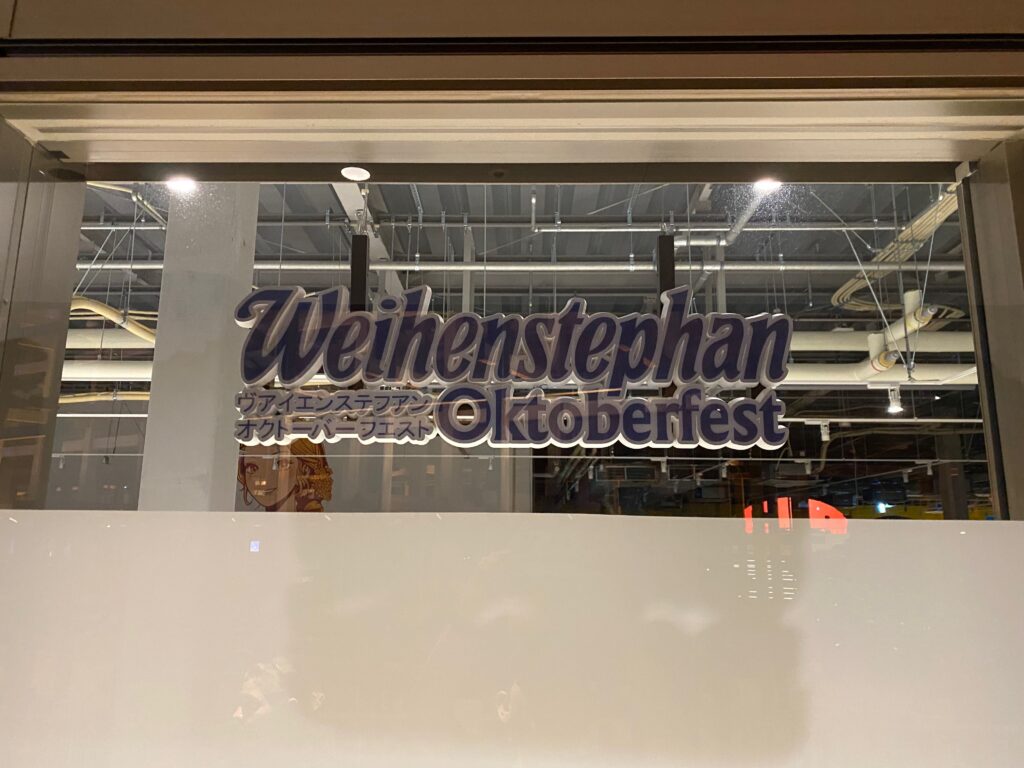 Weihenstephan
ヴァイエンステファン Oktoberfest
オクトーバーフェスト